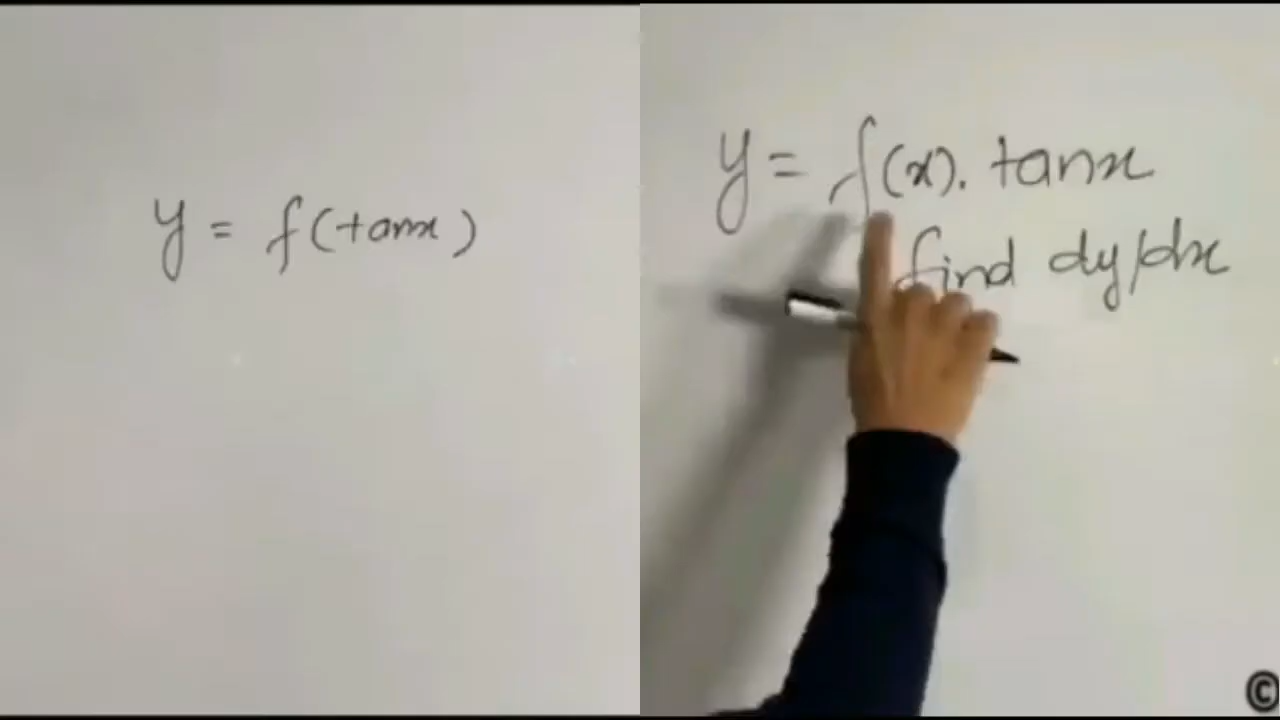 y = f(tanx)
y = f(x). tanx
find dy/dx
©